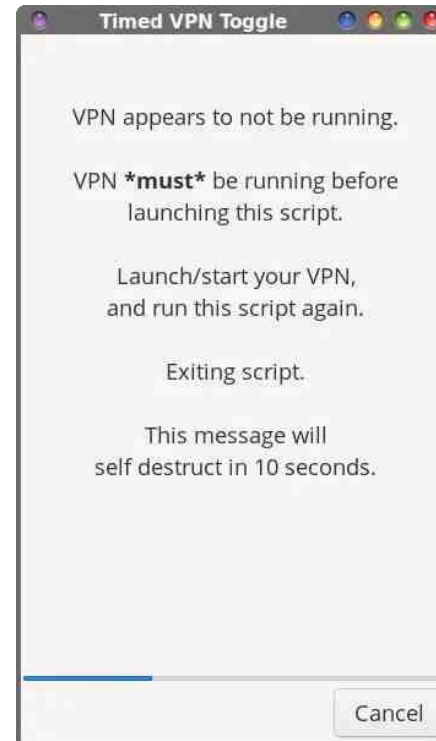 Timed VPN Toggle
VPN appears to not be running.
VPN *must* be running before
launching this script.
Launch/start your VPN,
and run this script again.
Exiting script.
This message will
self destruct in 10 seconds.
Cancel